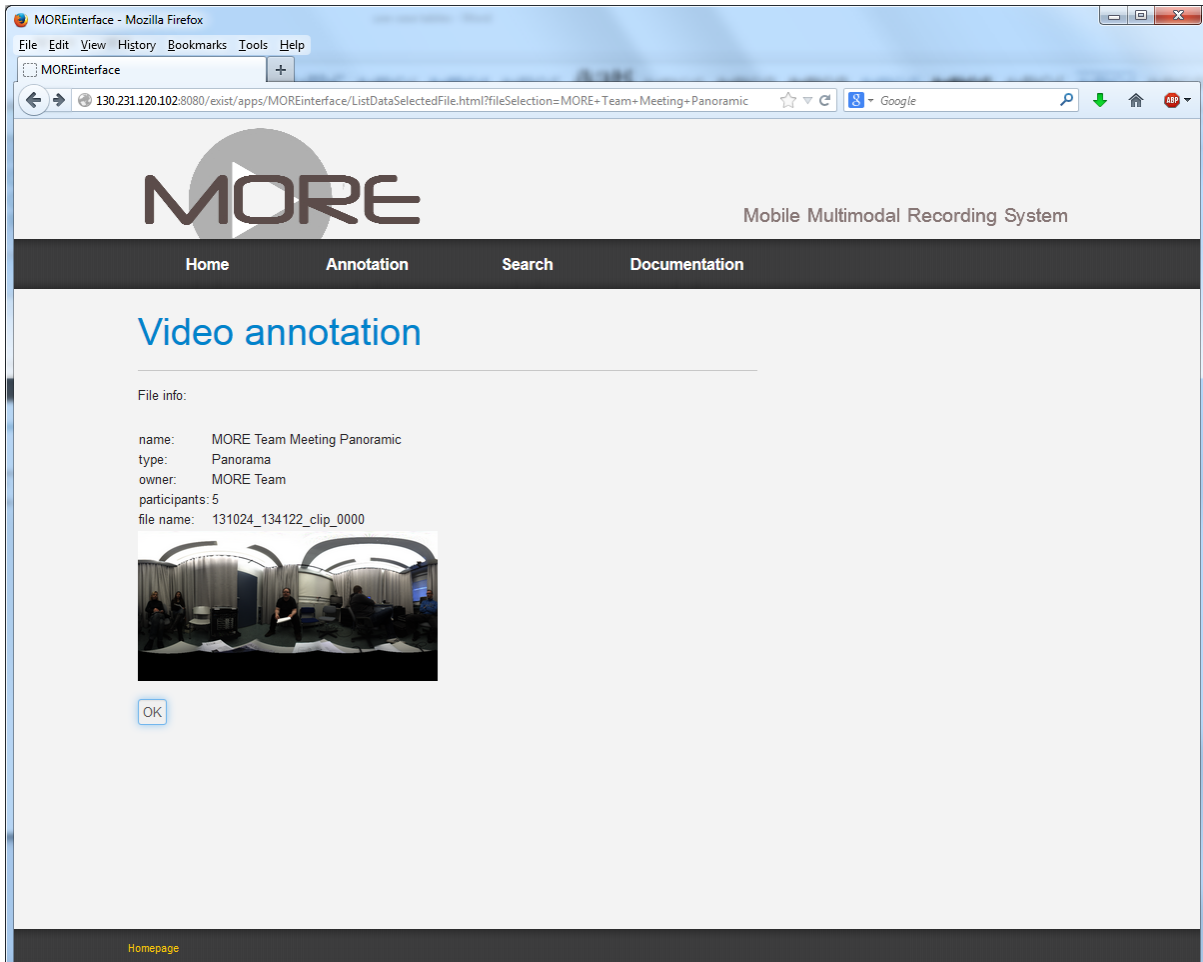 MOREinterface - Mozilla Firefox
File Edit View History Bookmarks Tools Help
MOREinterface +
130.231.120.102:8080/exist/apps/MOREinterface/ListDataSelectedFile.html?fileSelection=MORE+Team+Meeting+Panoramic 8 Google ABP
MORE
Mobile Multimodal Recording System
Home Annotation Search Documentation
Video annotation
File info:
name: MORE Team Meeting Panoramic
type: Panorama
owner: MORE Team
participants: 5
file name: 131024_134122_clip_0000
OK
Homepage